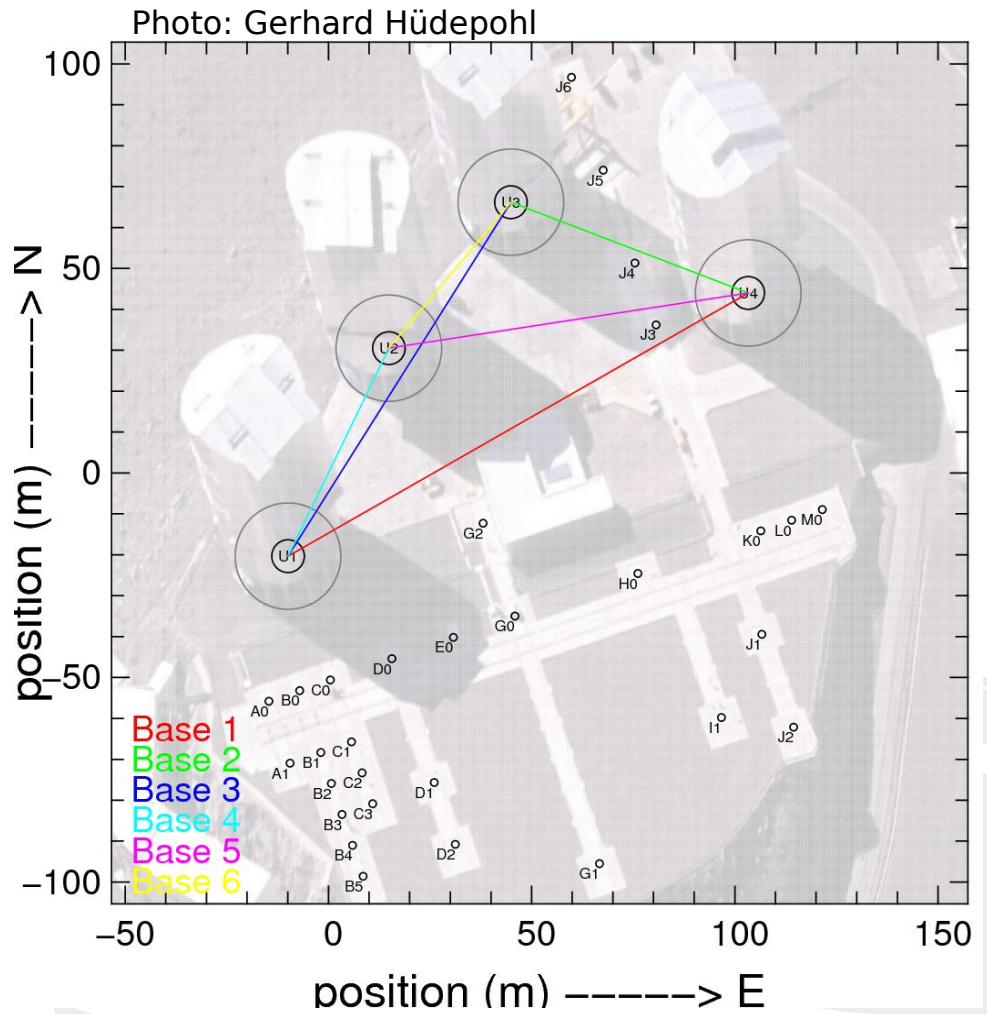 Photo: Gerhard Hüdepohl
100
50
0
−50
−100
position (m) −−−−−> N
J6
J5
U3
J4
U4
J3
U2
U1
G2
M0
L0
K0
H0
G0
E0
J1
D0
C0
B0
A0
I1
J2
C1
B1
A1
C2
B2
D1
C3
B3
B4
D2
G1
B5
Base 1
Base 2
Base 3
Base 4
Base 5
Base 6
−50
0
50
100
150
position (m) −−−−−> E